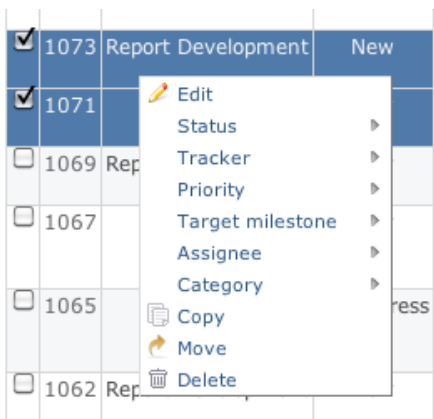 1073 Report Development New
Edit
1071
Status
Tracker
1069 Rep
Priority
1067
Target milestone
Assignee
Category
1065
ress
Copy
Move
Delete
1062 Rep